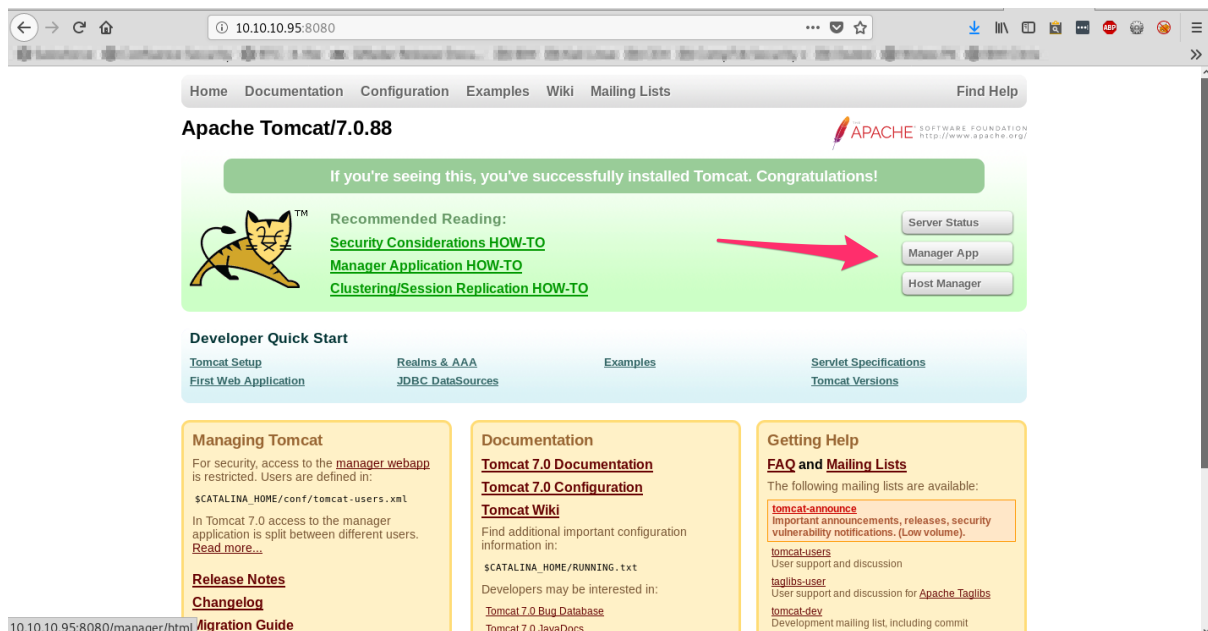 10.10.10.95:8080
ABP
Home Documentation Configuration Examples Wiki Mailing Lists Find Help
Apache Tomcat/7.0.88
APACHE SOFTWARE FOUNDATION
http://www.apache.org/
If you're seeing this, you've successfully installed Tomcat. Congratulations!
TM
Recommended Reading:
Security Considerations HOW-TO
Manager Application HOW-TO
Clustering/Session Replication HOW-TO
Server Status
Manager App
Host Manager
Developer Quick Start
Tomcat Setup
First Web Application
Realms & AAA
JDBC DataSources
Examples
Servlet Specifications
Tomcat Versions
Managing Tomcat
For security, access to the manager webapp
is restricted. Users are defined in:
$CATALINA_HOME/conf/tomcat-users.xml
In Tomcat 7.0 access to the manager
application is split between different users.
Read more...
Release Notes
Changelog
Migration Guide
Documentation
Tomcat 7.0 Documentation
Tomcat 7.0 Configuration
Tomcat Wiki
Find additional important configuration
information in:
$CATALINA_HOME/RUNNING.txt
Developers may be interested in:
Tomcat 7.0 Bug Database
Tomcat 7.0 JavaDocs
Getting Help
FAQ and Mailing Lists
The following mailing lists are available:
tomcat-announce
Important announcements, releases, security
vulnerability notifications. (Low volume).
tomcat-users
User support and discussion
taglibs-user
User support and discussion for Apache Taglibs
tomcat-dev
Development mailing list, including commit
10.10.10.95:8080/manager/html